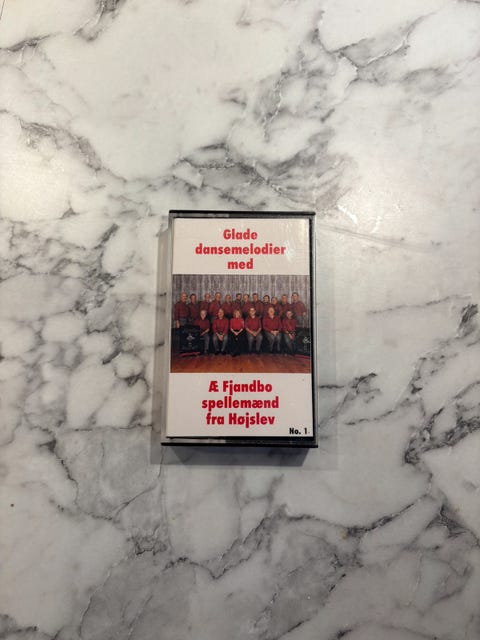 Glade
dansemelodier
med
Æ Fjandbo
spellemænd
fra Højslev
No. 1